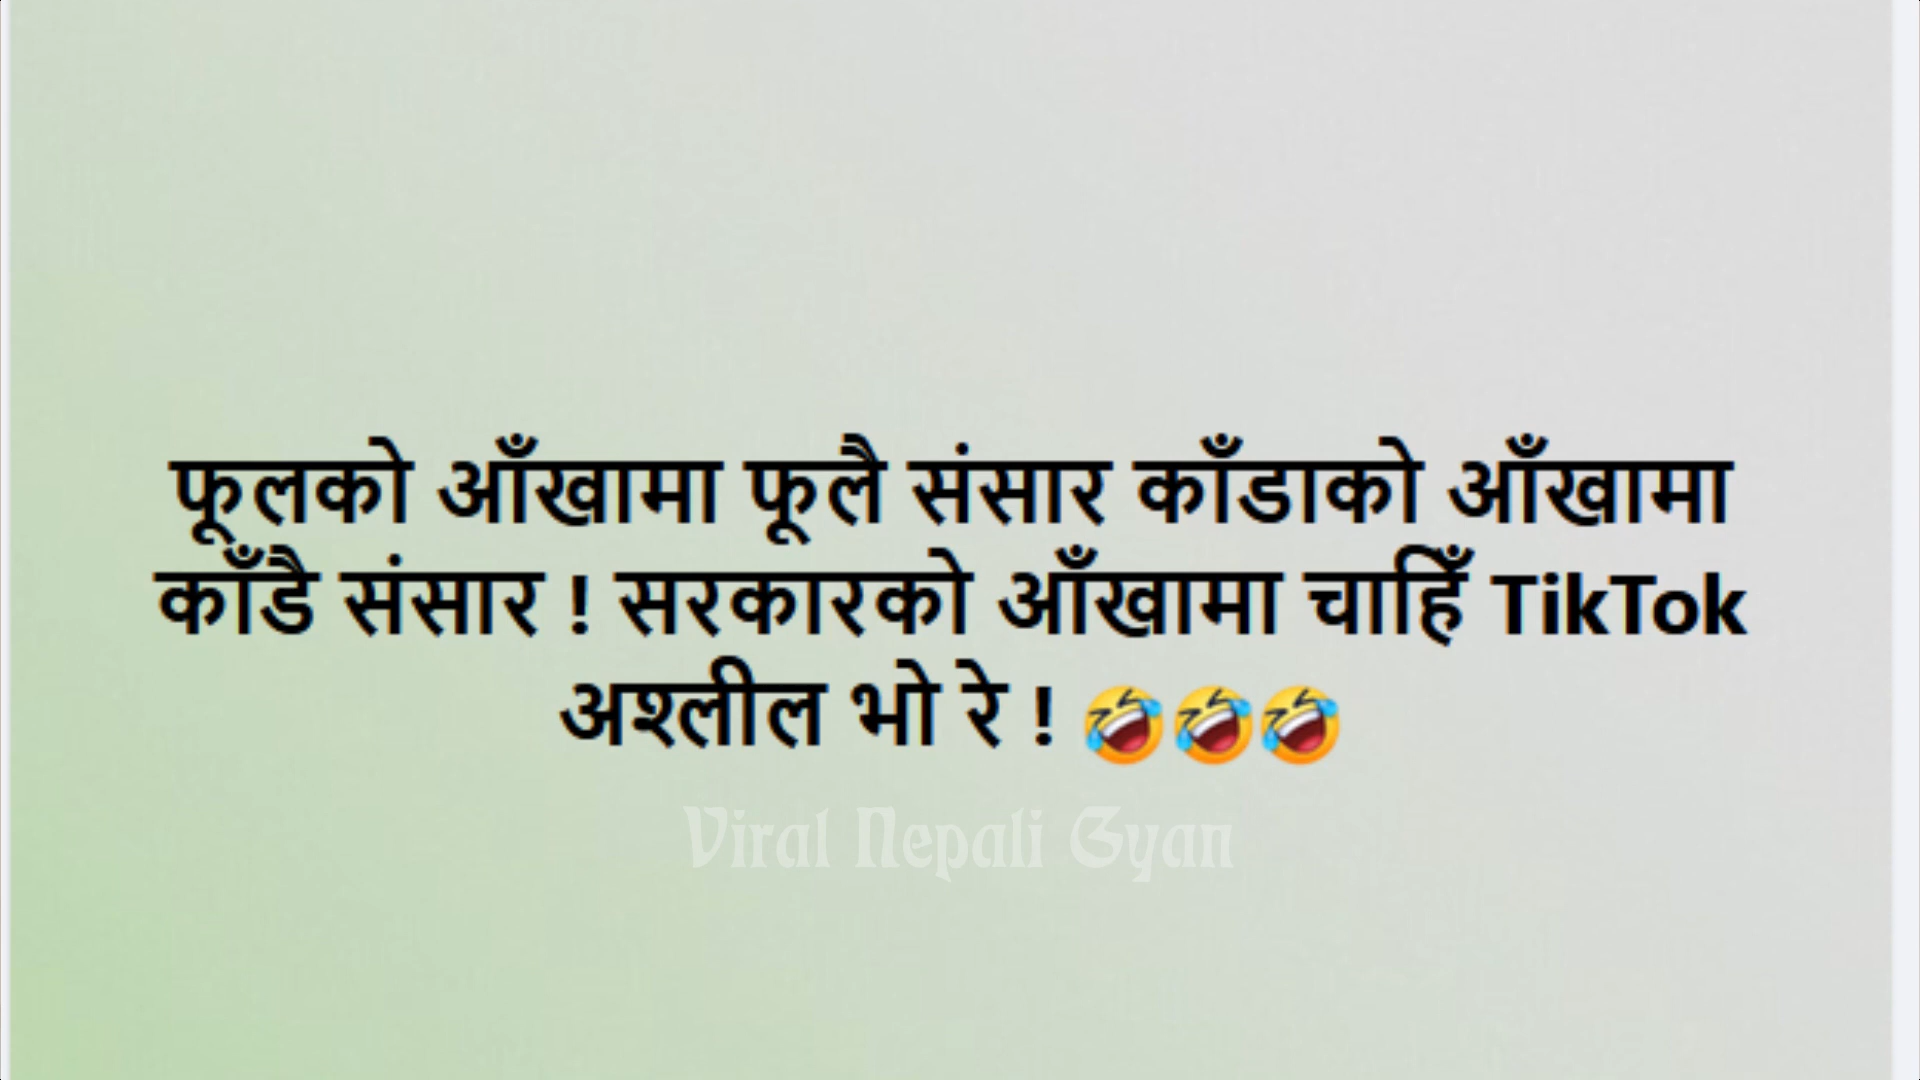 फूलको आँखामा फूलै संसार काँडाको आँखामा
काँडै संसार ! सरकारको आँखामा चाहिँ TikTok
अश्लील भो रे ! 🤣🤣🤣
Viral Nepali Gyan